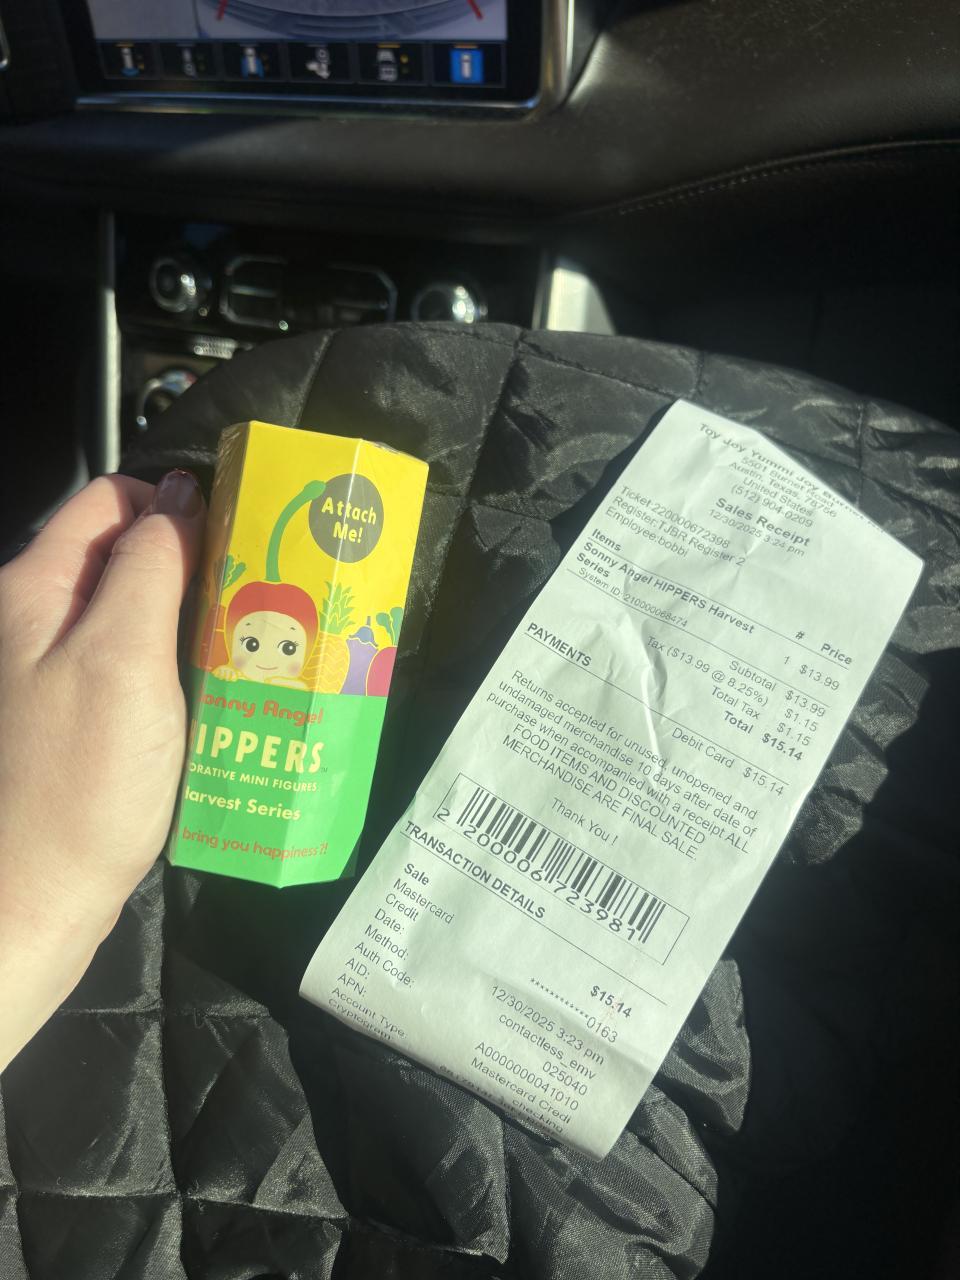 Attach
Me!
Sonny Angel
HIPPERS
DECORATIVE MINI FIGURES
Harvest Series
bring you happiness?!
Toy Joy Yummi Joy
5501 Burnet Road
Austin, Texas, 78756
United States
(512) 904-0209
Sales Receipt
12/30/2025 3:24 pm
Ticket:220000672398
Register:TJBR Register 2
Employee:bobbi
Items # Price
Sonny Angel HIPPERS Harvest Series 1 $13.99
System ID: 210000068474
Subtotal $13.99
Tax ($13.99 @ 8.25%) $1.15
Total Tax $1.15
Total $15.14
PAYMENTS
Debit Card $15.14
Returns accepted for unused, unopened and
undamaged merchandise 10 days after date of
purchase when accompanied with a receipt ALL
FOOD ITEMS AND DISCOUNTED
MERCHANDISE ARE FINAL SALE.
Thank You !
2 200006 723981
TRANSACTION DETAILS
Sale $15.14
Mastercard ************0163
Credit
Date: 12/30/2025 3:23 pm
Method: contactless_emv
Auth Code: 025040
AID: A0000000041010
APN: Mastercard Credi
Account Type: checking
Cryptogram: